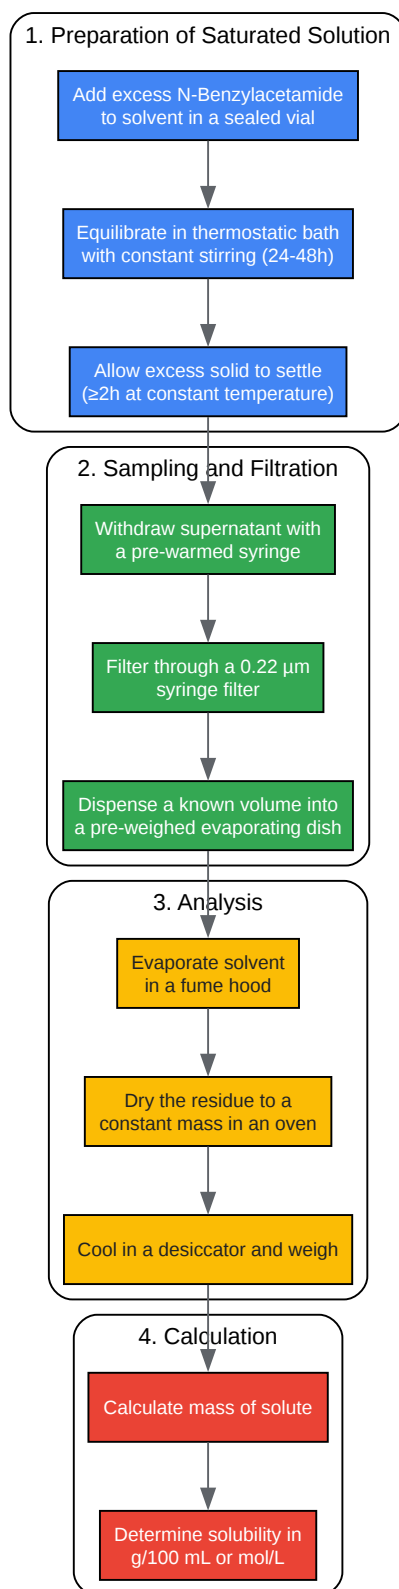 1. Preparation of Saturated Solution
Add excess N-Benzylacetamide
to solvent in a sealed vial
Equilibrate in thermostatic bath
with constant stirring (24-48h)
Allow excess solid to settle
(≥2h at constant temperature)
2. Sampling and Filtration
Withdraw supernatant with
a pre-warmed syringe
Filter through a 0.22 µm
syringe filter
Dispense a known volume into
a pre-weighed evaporating dish
3. Analysis
Evaporate solvent
in a fume hood
Dry the residue to a
constant mass in an oven
Cool in a desiccator and weigh
4. Calculation
Calculate mass of solute
Determine solubility in
g/100 mL or mol/L